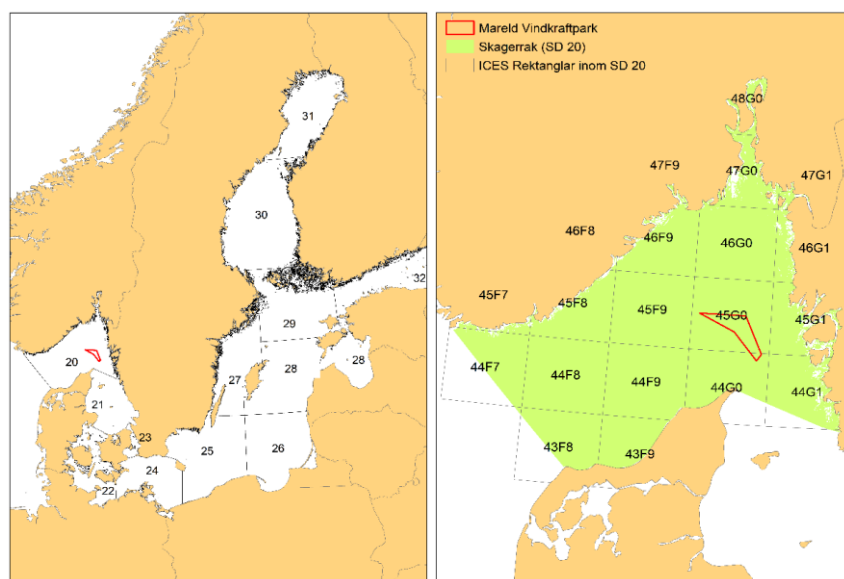 31
30
32
29
20
28
28
27
21
23
25
26
24
22
Mareld Vindkraftpark
Skagerrak (SD 20)
ICES Rektanglar inom SD 20
48G0
47F9
47G0
47G1
46F8
46F9
46G0
46G1
45F7
45F8
45F9
45G0
45G1
44F7
44F8
44F9
44G0
44G1
43F8
43F9